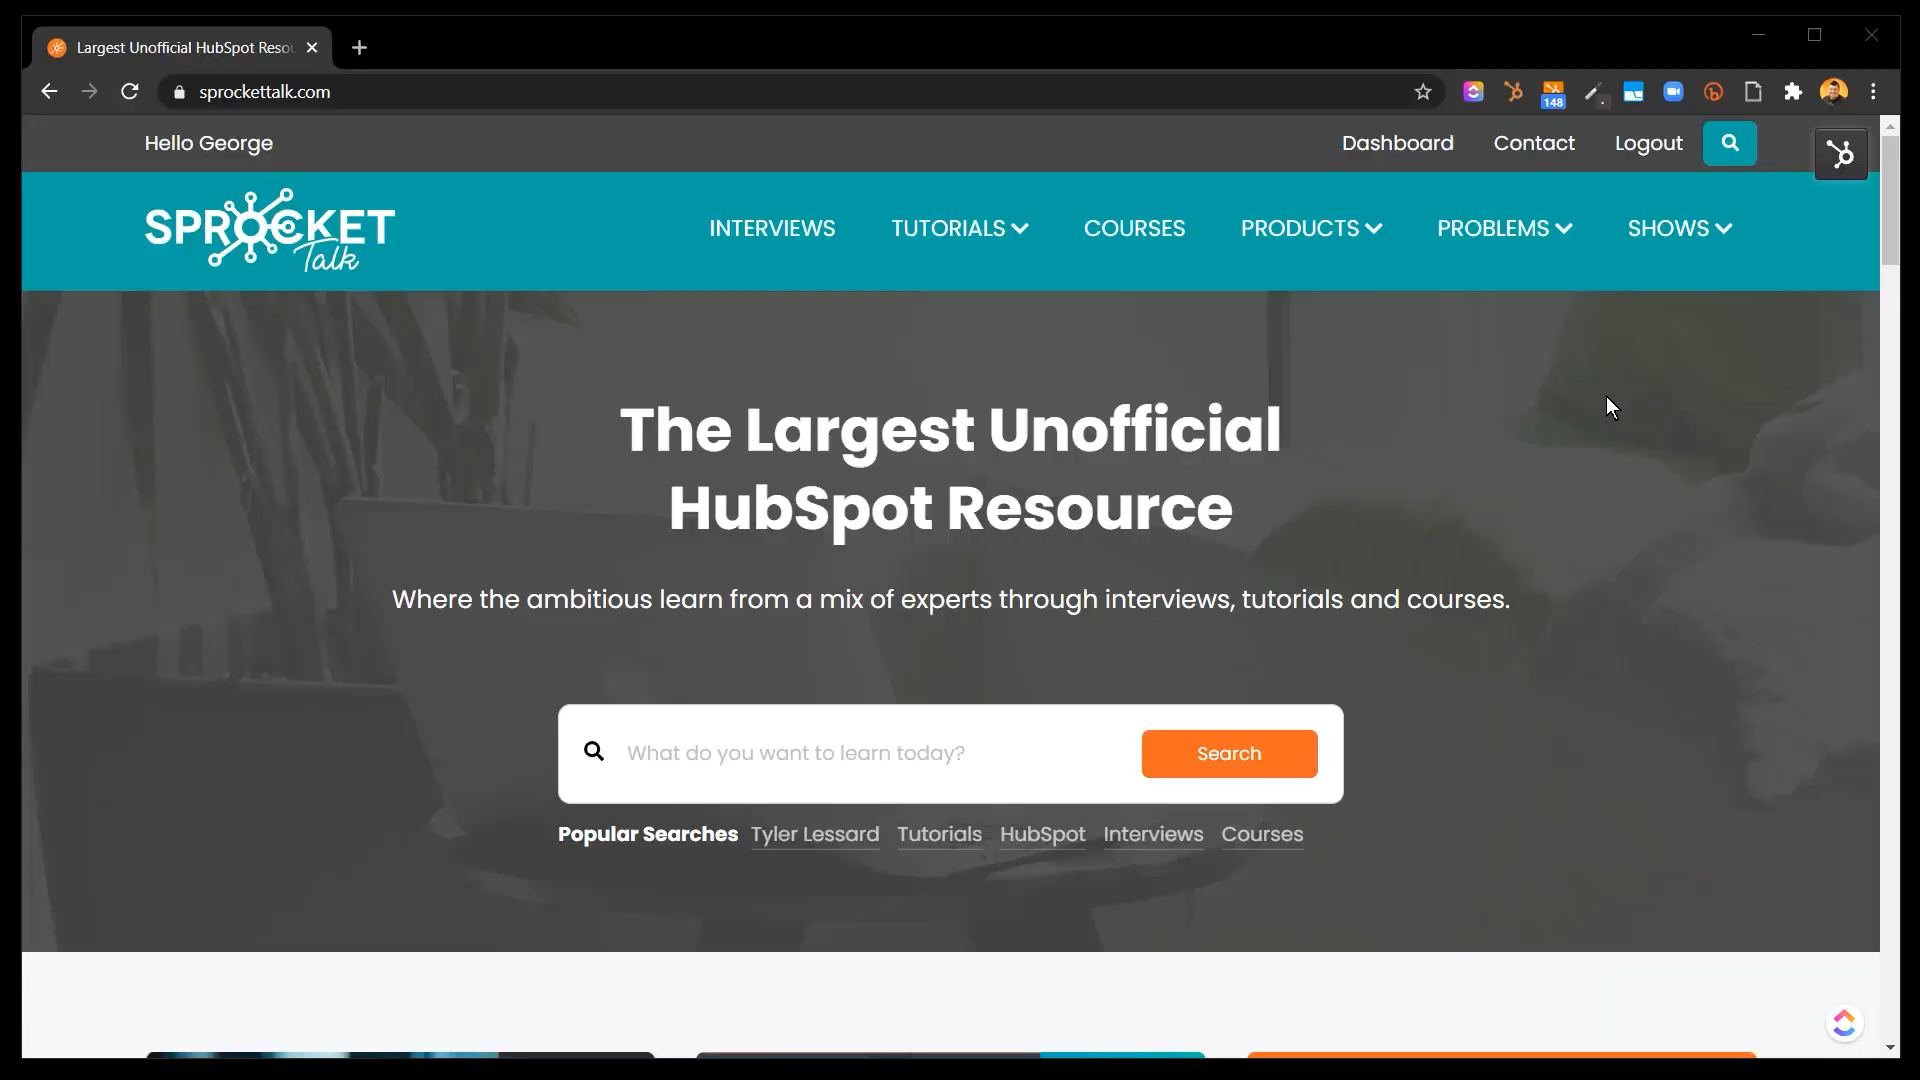 Largest Unofficial HubSpot Reso
sprockettalk.com
148
Hello George
Dashboard Contact Logout
SPROCKET
Talk
INTERVIEWS TUTORIALS COURSES PRODUCTS PROBLEMS SHOWS
The Largest Unofficial
HubSpot Resource
Where the ambitious learn from a mix of experts through interviews, tutorials and courses.
What do you want to learn today?
Search
Popular Searches Tyler Lessard Tutorials HubSpot Interviews Courses